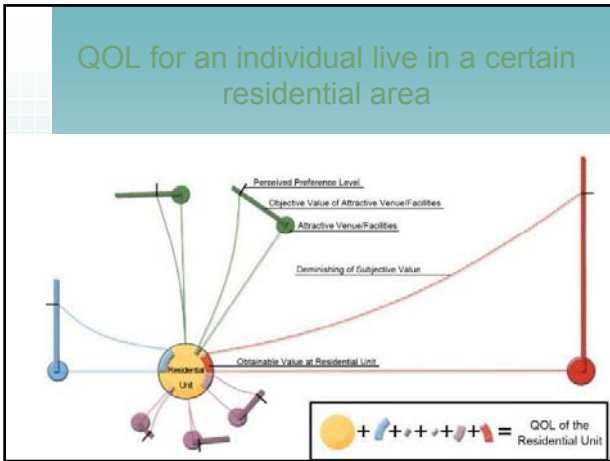 QOL for an individual live in a certain
residential area
Perceived Preference Level
Objective Value of Attractive Venue/Facilities
Attractive Venue/Facilities
Deminishing of Subjective Value
Obtainable Value at Residential Unit
Residential
Unit
+ + + + + = QOL of the
Residential Unit